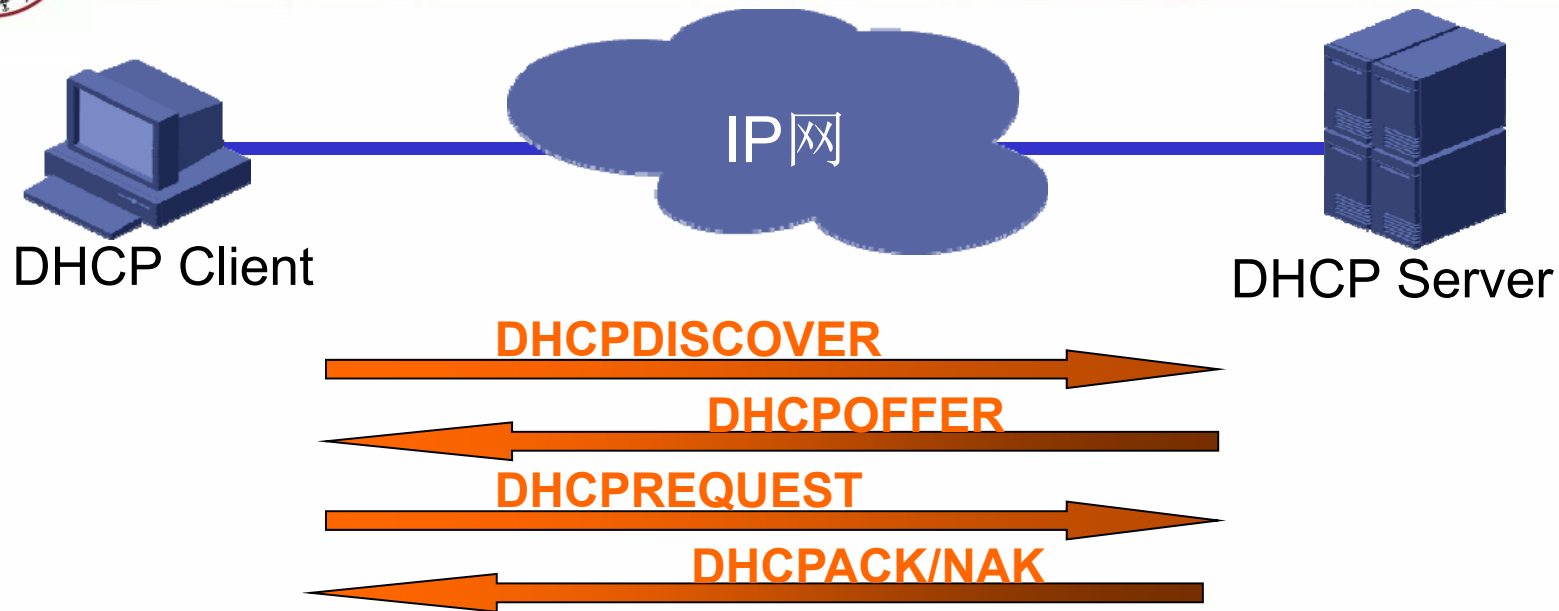 IP网
DHCP Client
DHCP Server
DHCPDISCOVER
DHCPOFFER
DHCPREQUEST
DHCPACK/NAK